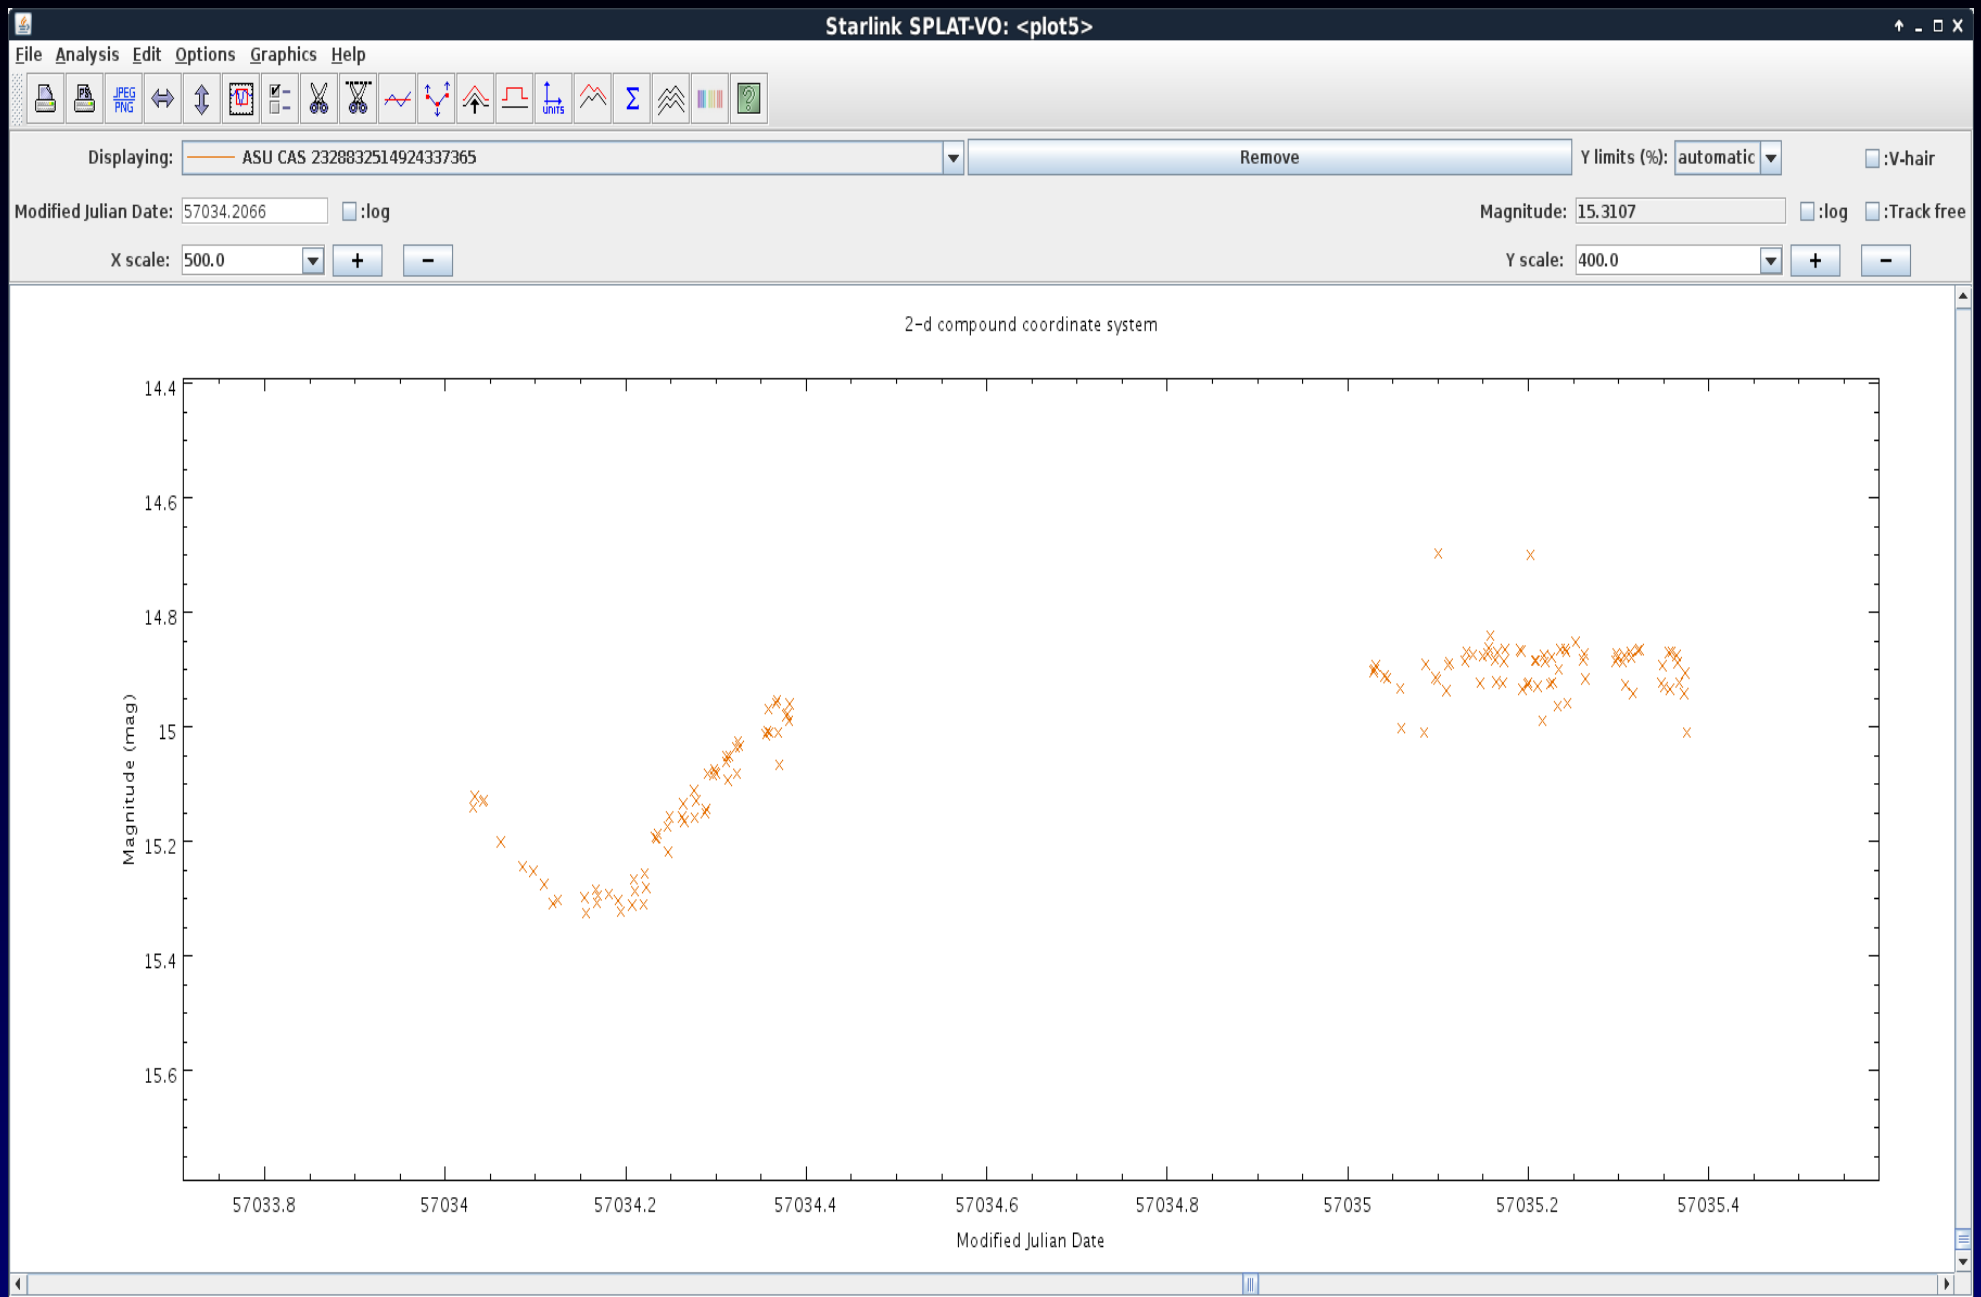 Starlink SPLAT-VO: <plot5>
File Analysis Edit Options Graphics Help
PS JPEG PNG UNITS Σ ?
Displaying: ASU CAS 2328832514924337365 Remove Y limits (%): automatic :V-hair
Modified Julian Date: 57034.2066 :log Magnitude: 15.3107 :log :Track free
X scale: 500.0 + − Y scale: 400.0 + −
2-d compound coordinate system
14.4
14.6
14.8
15
15.2
15.4
15.6
Magnitude (mag)
57033.8 57034 57034.2 57034.4 57034.6 57034.8 57035 57035.2 57035.4
Modified Julian Date